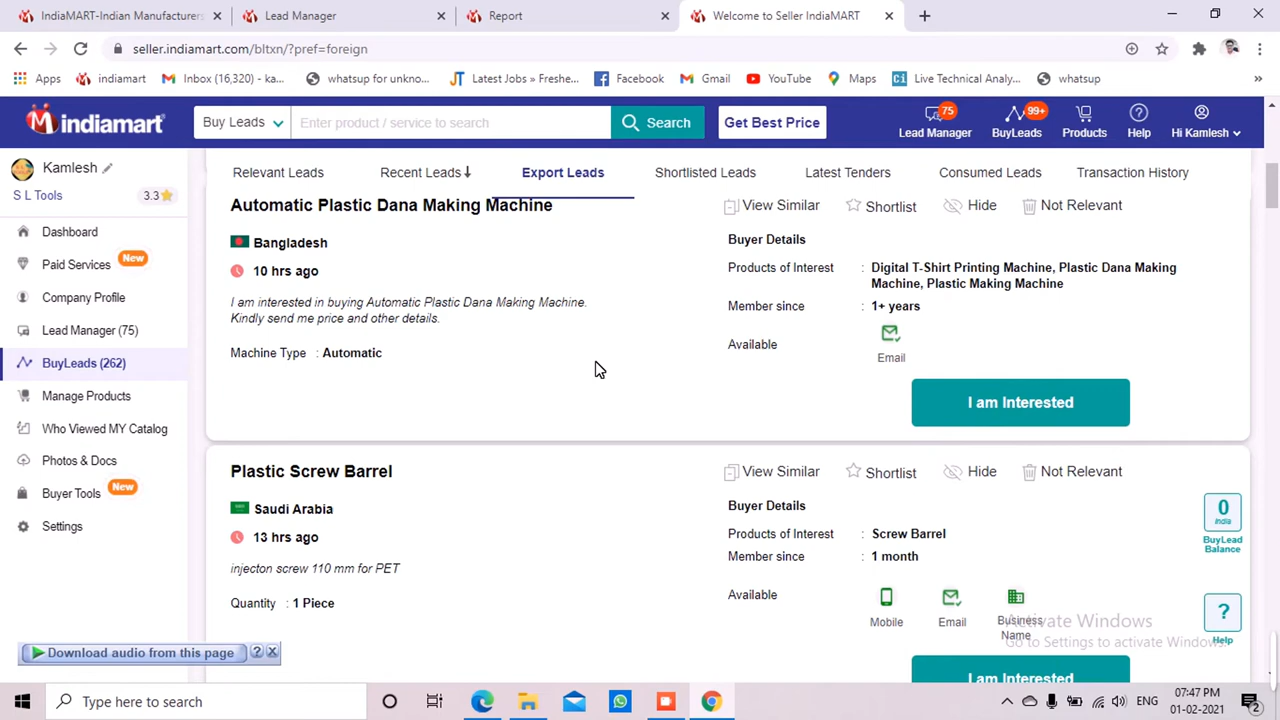 IndiaMART-Indian Manufacturers
Lead Manager
Report
Welcome to Seller IndiaMART
seller.indiamart.com/bltxn/?pref=foreign
Apps
indiamart
Inbox (16,320) - ka...
whatsup for unkno...
Latest Jobs » Freshe...
Facebook
Gmail
YouTube
Maps
Live Technical Analy...
whatsup
»
indiamart
Buy Leads
Enter product / service to search
Search
Get Best Price
75
Lead Manager
99+
BuyLeads
Products
Help
Hi Kamlesh
Kamlesh
S L Tools
3.3
Relevant Leads
Recent Leads
Export Leads
Shortlisted Leads
Latest Tenders
Consumed Leads
Transaction History
Dashboard
Paid Services
New
Company Profile
Lead Manager (75)
BuyLeads (262)
Manage Products
Who Viewed MY Catalog
Photos & Docs
Buyer Tools
New
Settings
Automatic Plastic Dana Making Machine
View Similar
Shortlist
Hide
Not Relevant
Bangladesh
10 hrs ago
I am interested in buying Automatic Plastic Dana Making Machine.
Kindly send me price and other details.
Machine Type : Automatic
Buyer Details
Products of Interest : Digital T-Shirt Printing Machine, Plastic Dana Making
Machine, Plastic Making Machine
Member since : 1+ years
Available
Email
I am Interested
Plastic Screw Barrel
View Similar
Shortlist
Hide
Not Relevant
Saudi Arabia
13 hrs ago
injecton screw 110 mm for PET
Quantity : 1 Piece
Buyer Details
Products of Interest : Screw Barrel
Member since : 1 month
Available
Mobile
Email
Business
Name
I am Interested
0
India
BuyLead
Balance
?
Help
Activate Windows
Go to Settings to activate Windows.
Download audio from this page
?
Type here to search
ENG
07:47 PM
01-02-2021
2